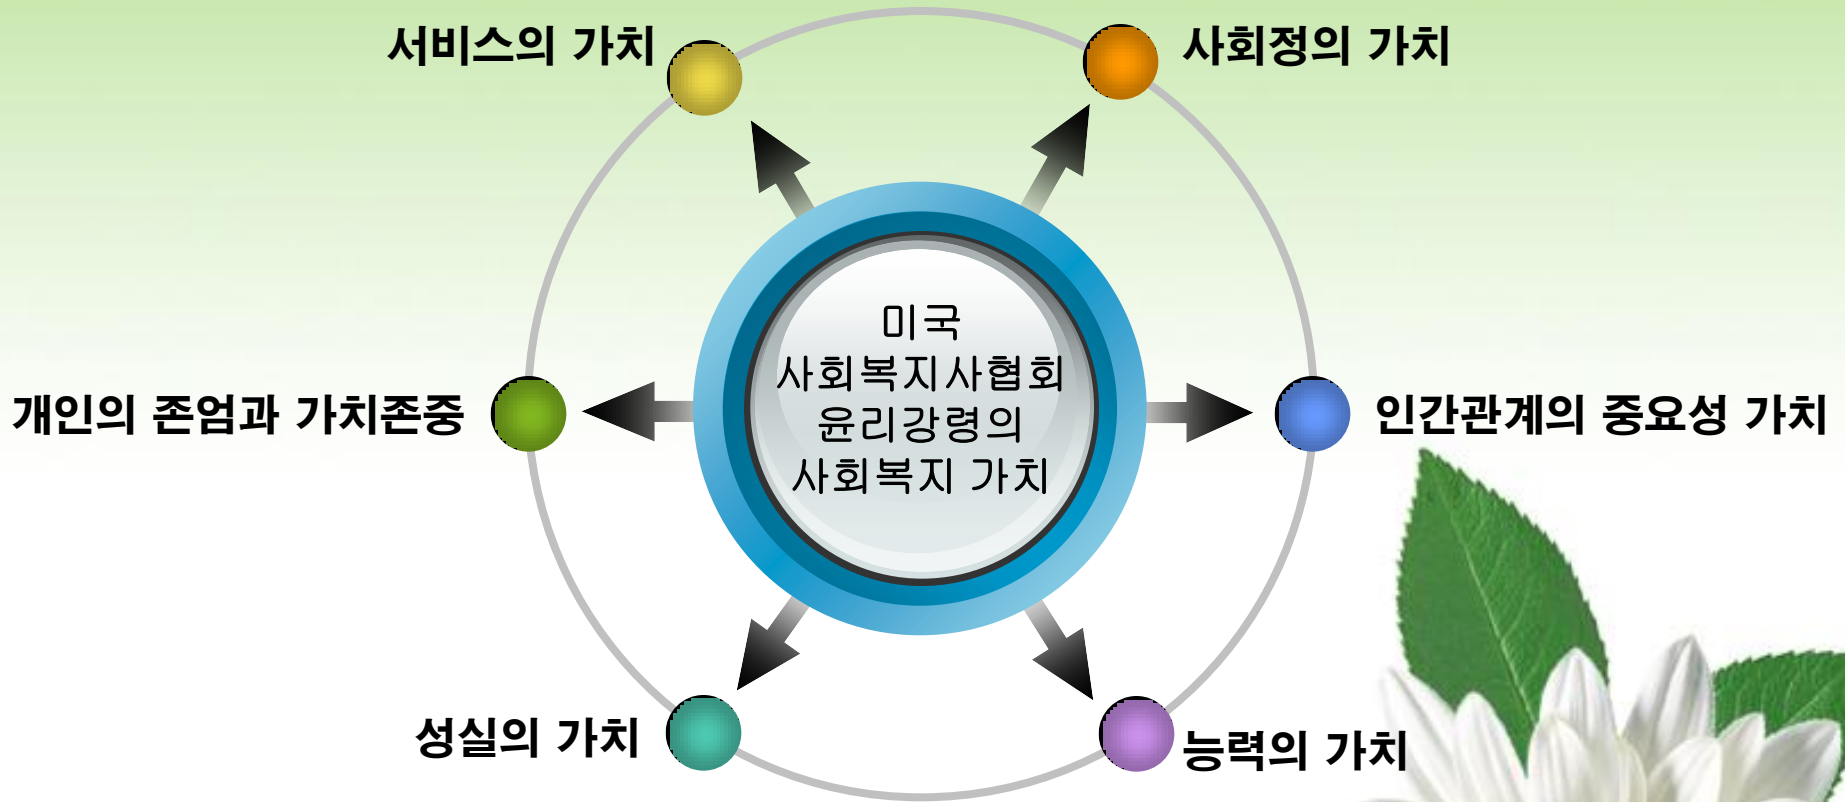 서비스의 가치
사회정의 가치
미국
사회복지사협회
윤리강령의
사회복지 가치
개인의 존엄과 가치존중
인간관계의 중요성 가치
성실의 가치
능력의 가치